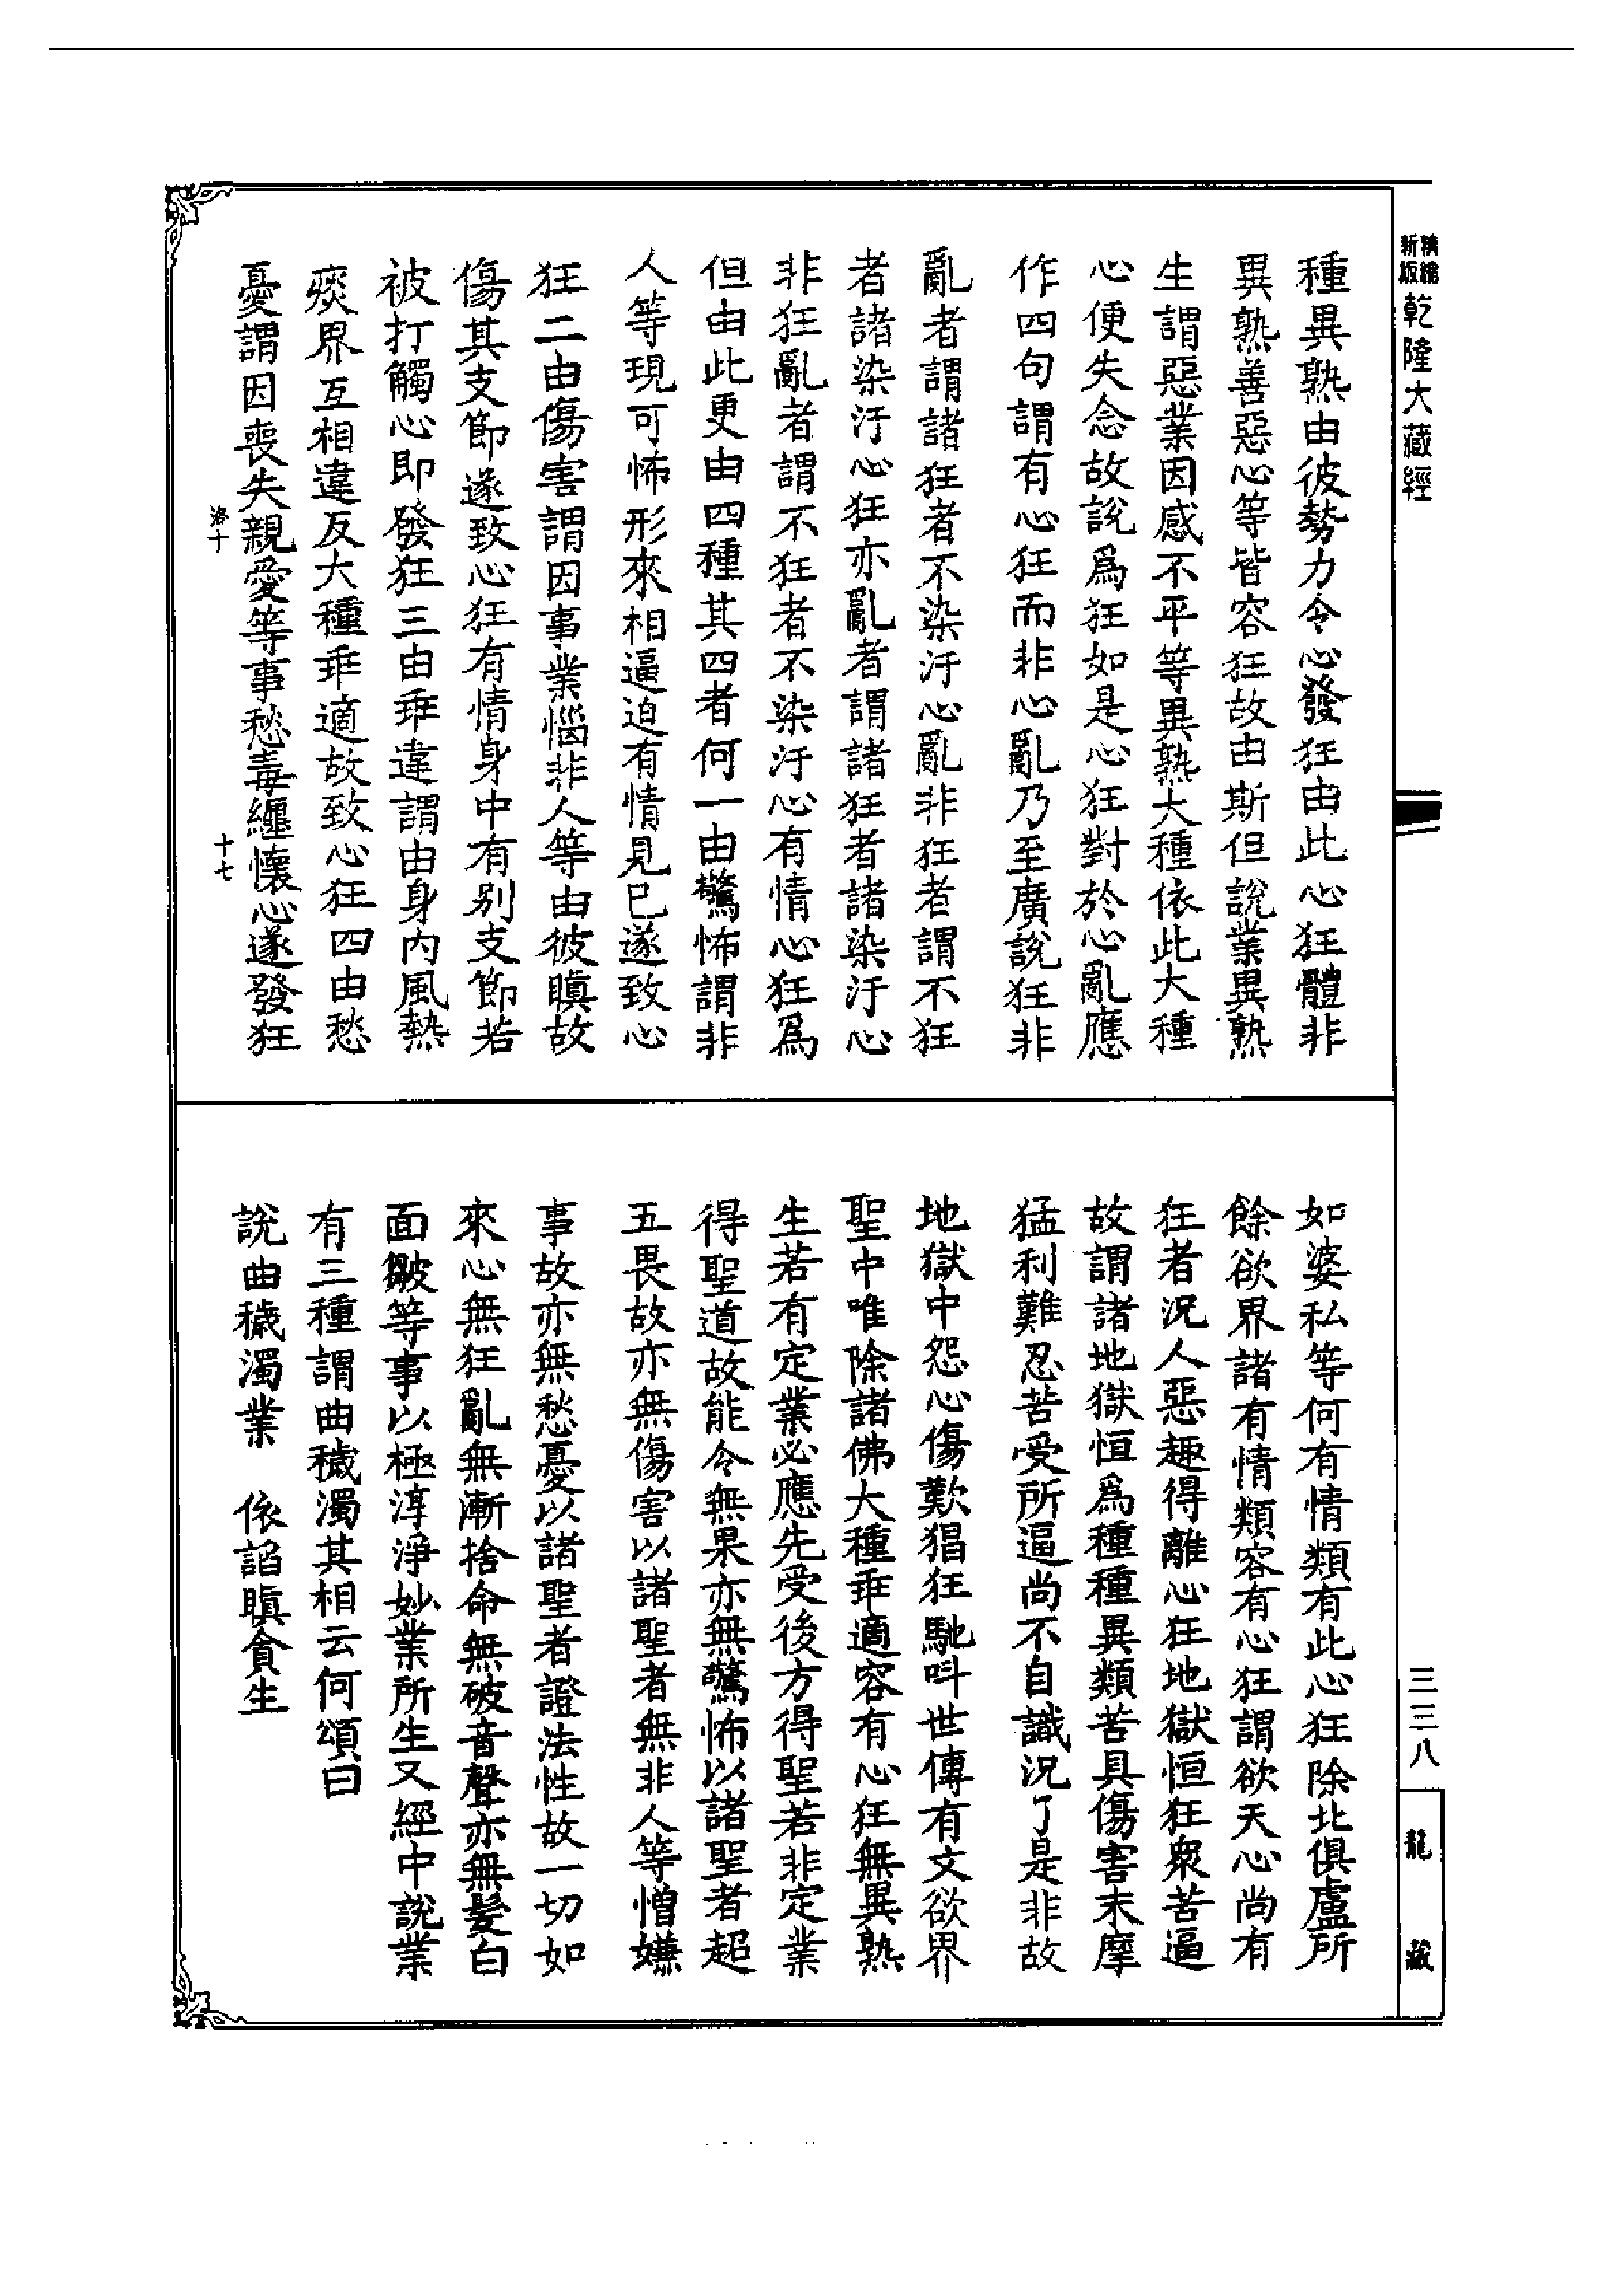 精縮新版乾隆大藏經
種異熟由彼勢力令心發狂由此心狂體非
異熟善惡心等皆容狂故由斯但說業異熟
生謂惡業因感不平等異熟大種依此大種
心便失念故說爲狂如是心狂對於心亂應
作四句謂有心狂而非心亂乃至廣說狂非
亂者謂諸狂者不染汙心亂非狂者謂不狂
者諸染汙心狂亦亂者謂諸狂者諸染汙心
非狂亂者謂不狂者不染汙心有情心狂爲
但由此更由四種其四者何一由驚怖謂非
人等現可怖形來相逼迫有情見已遂致心
狂二由傷害謂因事業惱非人等由彼瞋故
傷其支節遂致心狂有情身中有別支節若
被打觸心即發狂三由乖違謂由身內風熱
痰界互相違反大種乖適故致心狂四由愁
憂謂因喪失親愛等事愁毒纏懷心遂發狂
洛十
十七
如婆私等何有情類有此心狂除北俱盧所
餘欲界諸有情類容有心狂謂欲天心尚有
狂者況人惡趣得離心狂地獄恒狂衆苦逼
故謂諸地獄恒爲種種異類苦具傷害末摩
猛利難忍苦受所逼尚不自識況了是非故
地獄中怨心傷歎猖狂馳叫世傳有文欲界
聖中唯除諸佛大種乖適容有心狂無異熟
生若有定業必應先受後方得聖若非定業
得聖道故能令無果亦無驚怖以諸聖者超
五畏故亦無傷害以諸聖者無非人等憎嫌
事故亦無愁憂以諸聖者證法性故一切如
來心無狂亂無漸捨命無破音聲亦無髮白
面皺等事以極淳淨妙業所生又經中說業
有三種謂曲穢濁其相云何頌曰
說曲穢濁業　依諂瞋貪生
三三八
龍藏